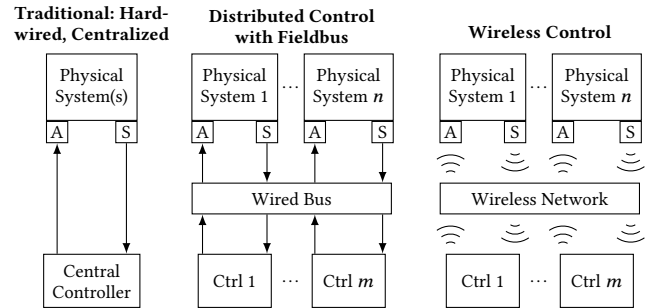 Traditional: Hard-
wired, Centralized
Physical
System(s)
A S
Central
Controller
Distributed Control
with Fieldbus
Physical
System 1
...
Physical
System n
A S A S
Wired Bus
Ctrl 1 ... Ctrl m
Wireless Control
Physical
System 1
...
Physical
System n
A S A S
Wireless Network
Ctrl 1 ... Ctrl m